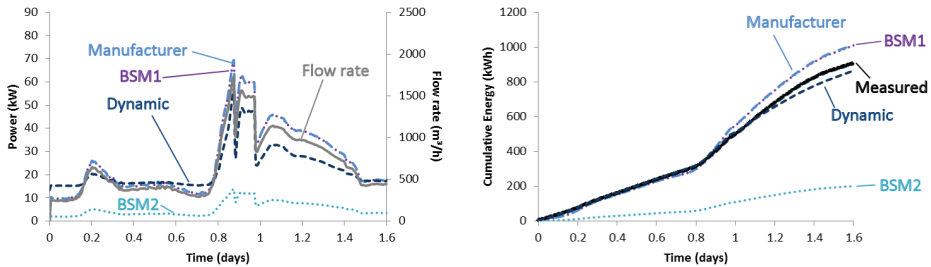 90
80
70
60
50
40
30
20
10
0
Power (kW)
Manufacturer
BSM1
Dynamic
Flow rate
BSM2
2500
2000
1500
1000
500
0
Flow rate (m³/h)
0 0.2 0.4 0.6 0.8 1 1.2 1.4 1.6
Time (days)
1200
1000
800
600
400
200
0
Cumulative Energy (kWh)
Manufacturer
BSM1
Measured
Dynamic
BSM2
0 0.2 0.4 0.6 0.8 1 1.2 1.4 1.6
Time (days)